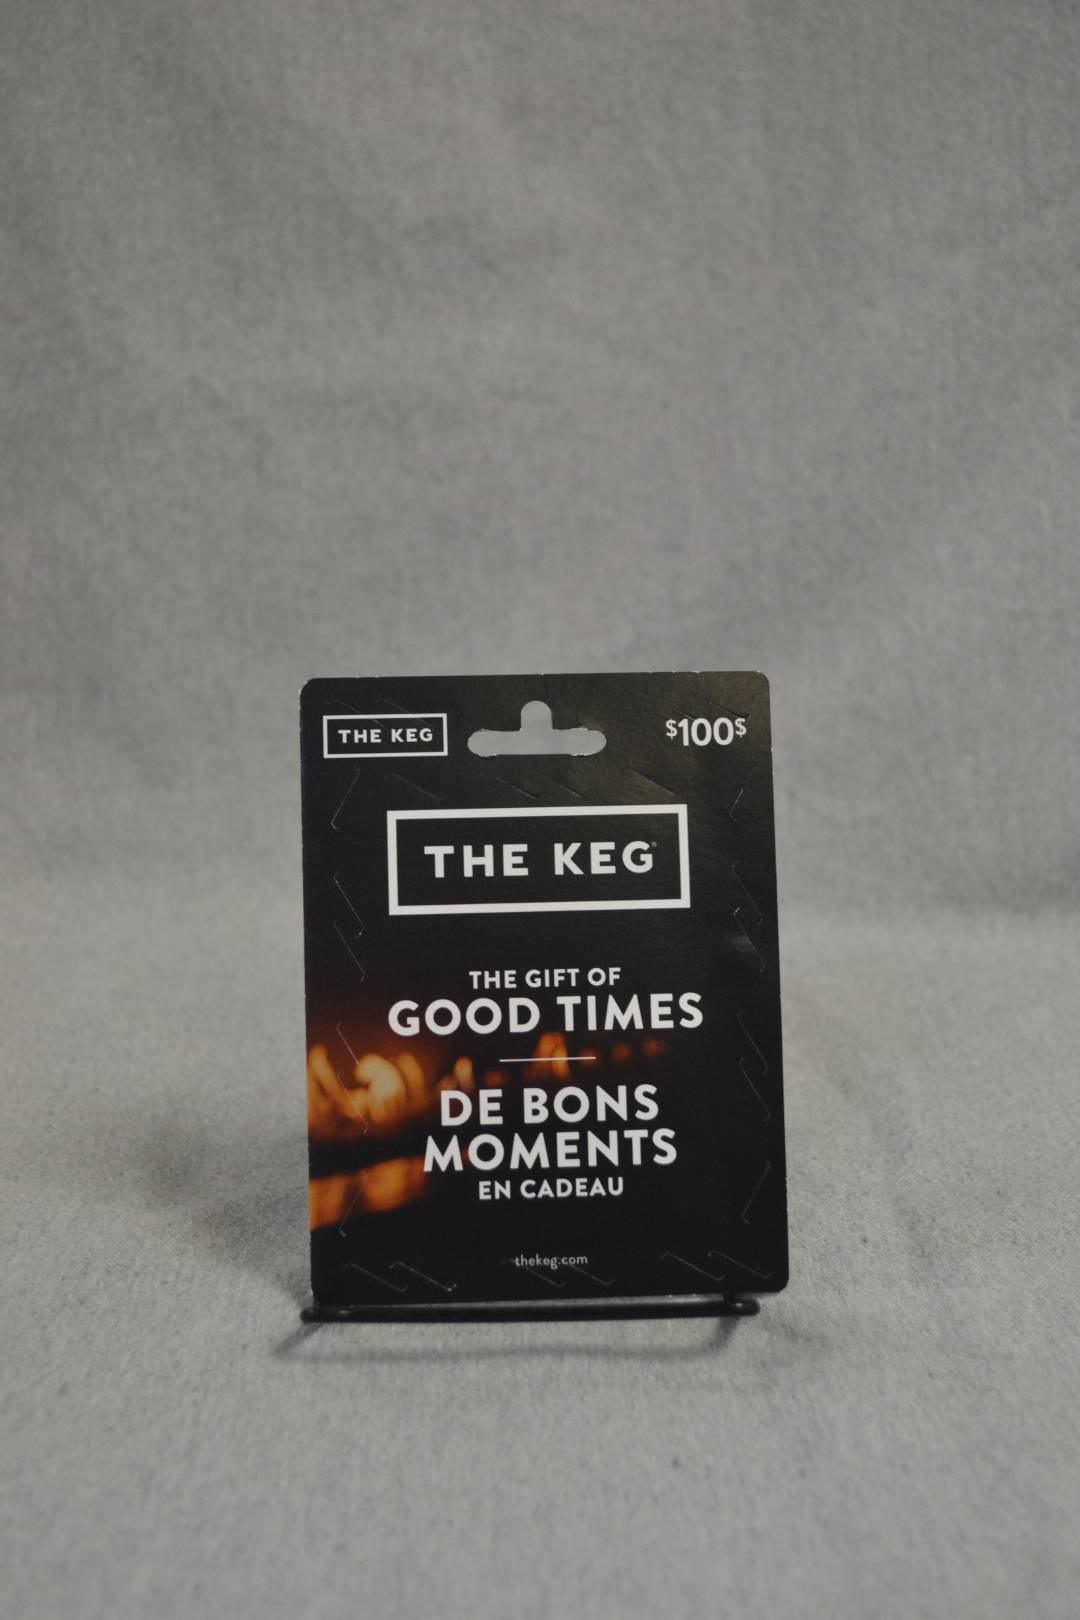 THE KEG
$100$
THE KEG
THE GIFT OF
GOOD TIMES
DE BONS
MOMENTS
EN CADEAU
thekeg.com